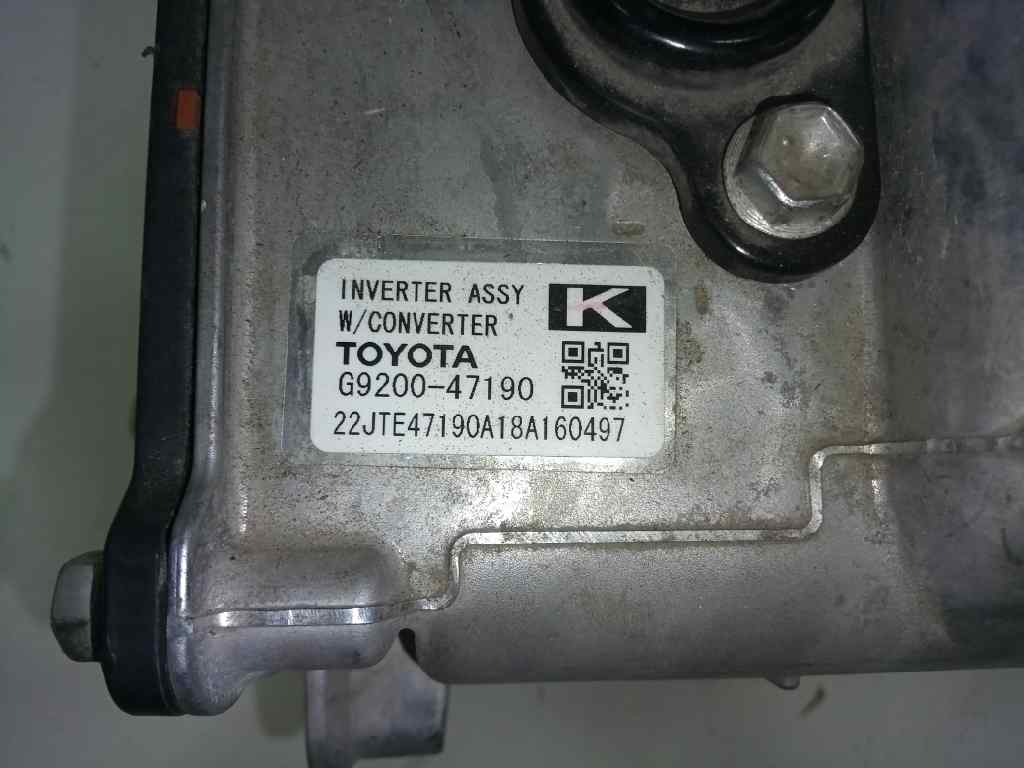 INVERTER ASSY
W/CONVERTER
K
TOYOTA
G9200-47190
22JTE47190A18A160497